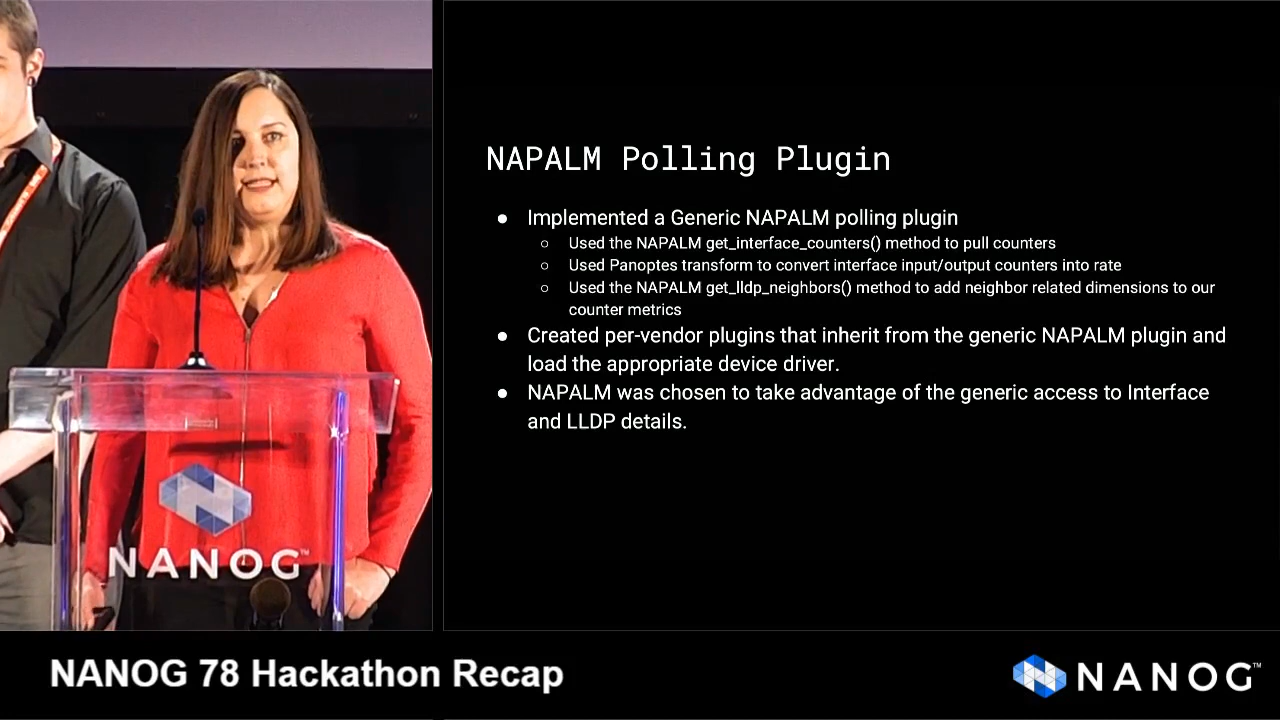 NAPALM Polling Plugin
● Implemented a Generic NAPALM polling plugin
○ Used the NAPALM get_interface_counters() method to pull counters
○ Used Panoptes transform to convert interface input/output counters into rate
○ Used the NAPALM get_lldp_neighbors() method to add neighbor related dimensions to our
counter metrics
● Created per-vendor plugins that inherit from the generic NAPALM plugin and
load the appropriate device driver.
● NAPALM was chosen to take advantage of the generic access to Interface
and LLDP details.
NANOG™
NANOG 78 Hackathon Recap
NANOG™